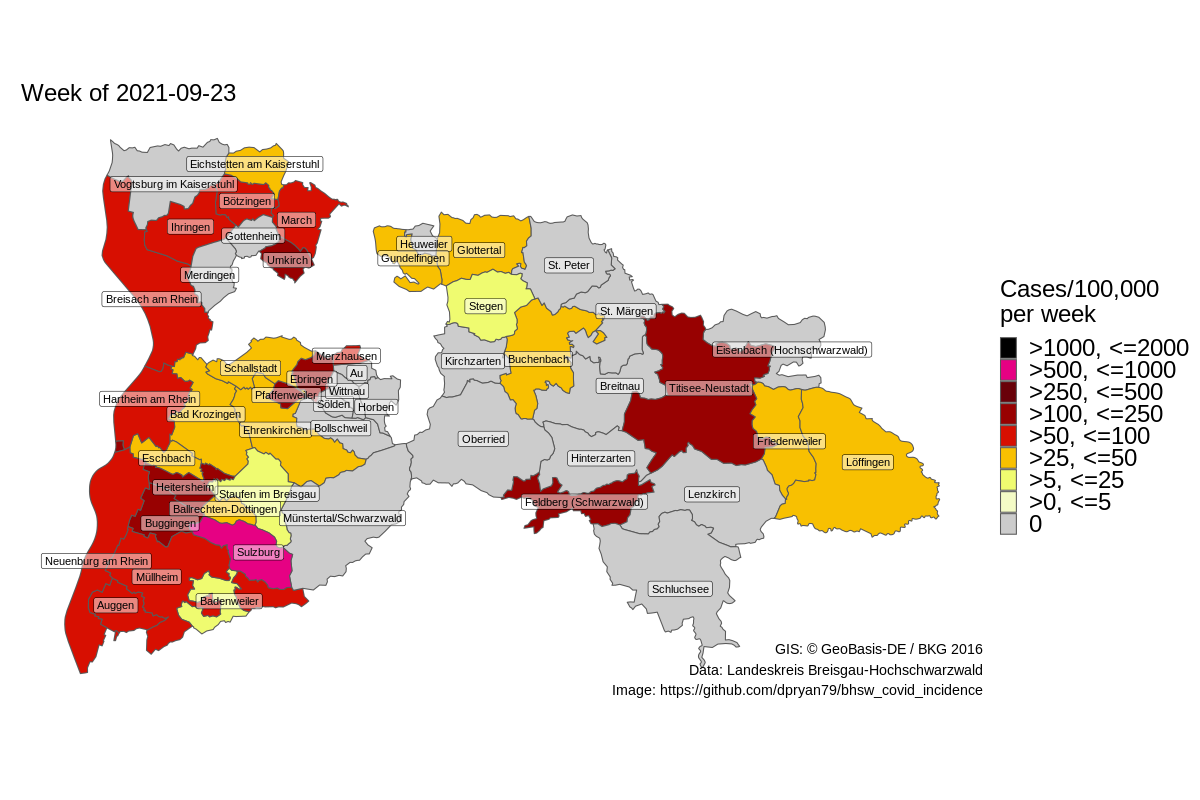 Week of 2021-09-23
Eichstetten am Kaiserstuhl
Vogtsburg im Kaiserstuhl
Bötzingen
March
Ihringen
Gottenheim
Umkirch
Merdingen
Breisach am Rhein
Heuweiler
Glottertal
Gundelfingen
St. Peter
Stegen
St. Märgen
Eisenbach (Hochschwarzwald)
Merzhausen
Schallstadt
Au
Ebringen
Kirchzarten
Buchenbach
Breitnau
Titisee-Neustadt
Wittnau
Pfaffenweiler
Hartheim am Rhein
Sölden
Horben
Bad Krozingen
Bollschweil
Ehrenkirchen
Oberried
Friedenweiler
Eschbach
Hinterzarten
Löffingen
Heitersheim
Staufen im Breisgau
Lenzkirch
Feldberg (Schwarzwald)
Ballrechten-Dottingen
Münstertal/Schwarzwald
Buggingen
Sulzburg
Neuenburg am Rhein
Müllheim
Schluchsee
Badenweiler
Auggen
Cases/100,000
per week
>1000, <=2000
>500, <=1000
>250, <=500
>100, <=250
>50, <=100
>25, <=50
>5, <=25
>0, <=5
0
GIS: © GeoBasis-DE / BKG 2016
Data: Landeskreis Breisgau-Hochschwarzwald
Image: https://github.com/dpryan79/bhsw_covid_incidence